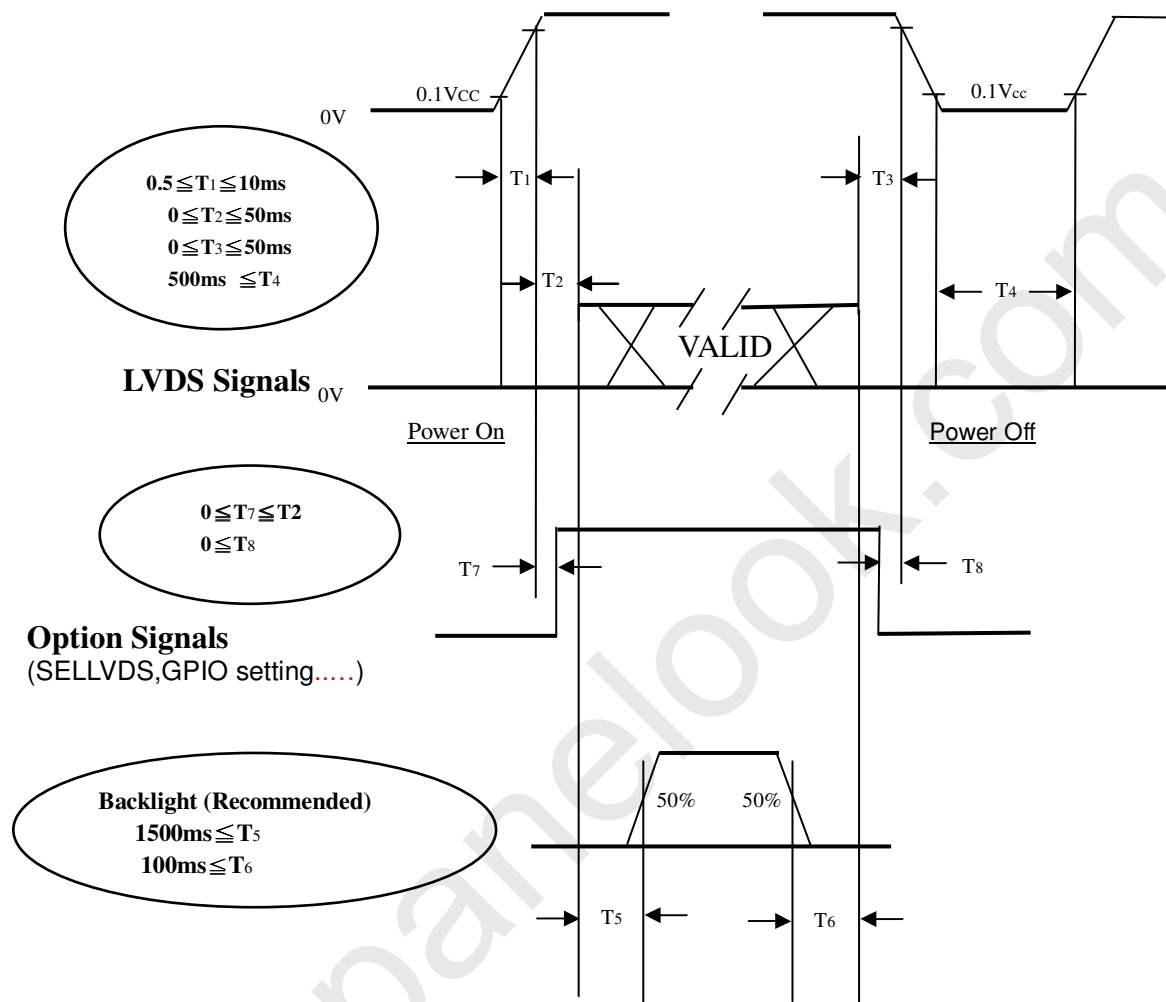 0.1VCC
0.1Vcc
0V
0.5≦T1≦10ms
0≦T2≦50ms
0≦T3≦50ms
500ms ≦T4
T1
T3
T2
T4
VALID
LVDS Signals 0V
Power On
Power Off
0≦T7≦T2
0≦T8
T7
T8
Option Signals
(SELLVDS,GPIO setting.....)
Backlight (Recommended)
1500ms≦T5
100ms≦T6
50%
50%
T5
T6
panelook.com